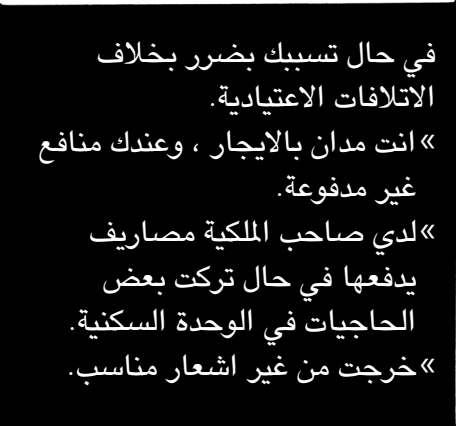 في حال تسببك بضرر بخلاف
الاتلافات الاعتيادية.
»انت مدان بالايجار ، وعندك منافع
غير مدفوعة.
»لدي صاحب الملكية مصاريف
يدفعها في حال تركت بعض
الحاجيات في الوحدة السكنية.
»خرجت من غير اشعار مناسب.